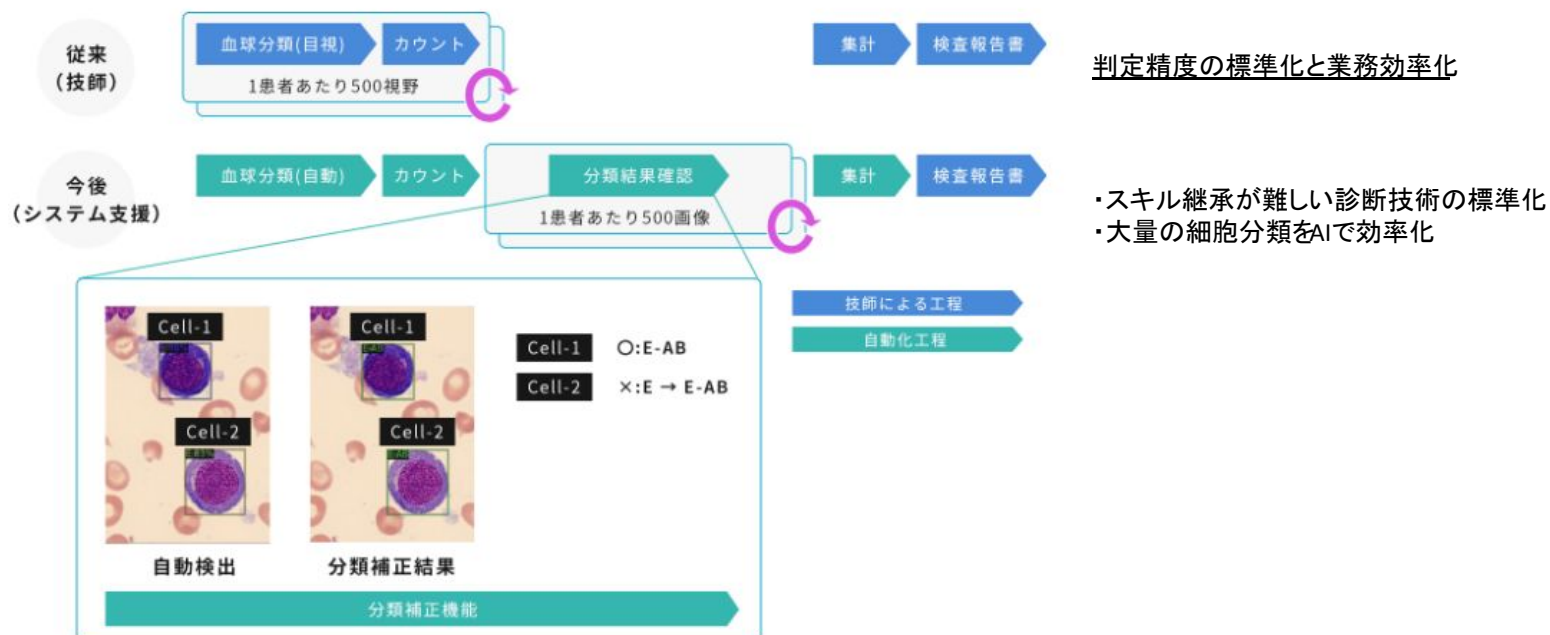 従来
(技師)
血球分類(目視)
カウント
1患者あたり500視野
集計
検査報告書
判定精度の標準化と業務効率化
今後
(システム支援)
血球分類(自動)
カウント
分類結果確認
1患者あたり500画像
集計
検査報告書
・スキル継承が難しい診断技術の標準化
・大量の細胞分類をAIで効率化
技師による工程
自動化工程
Cell-1
Cell-2
自動検出
Cell-1
E-AB
Cell-2
E-AB
分類補正結果
Cell-1 〇:E-AB
Cell-2 ×:E → E-AB
分類補正機能